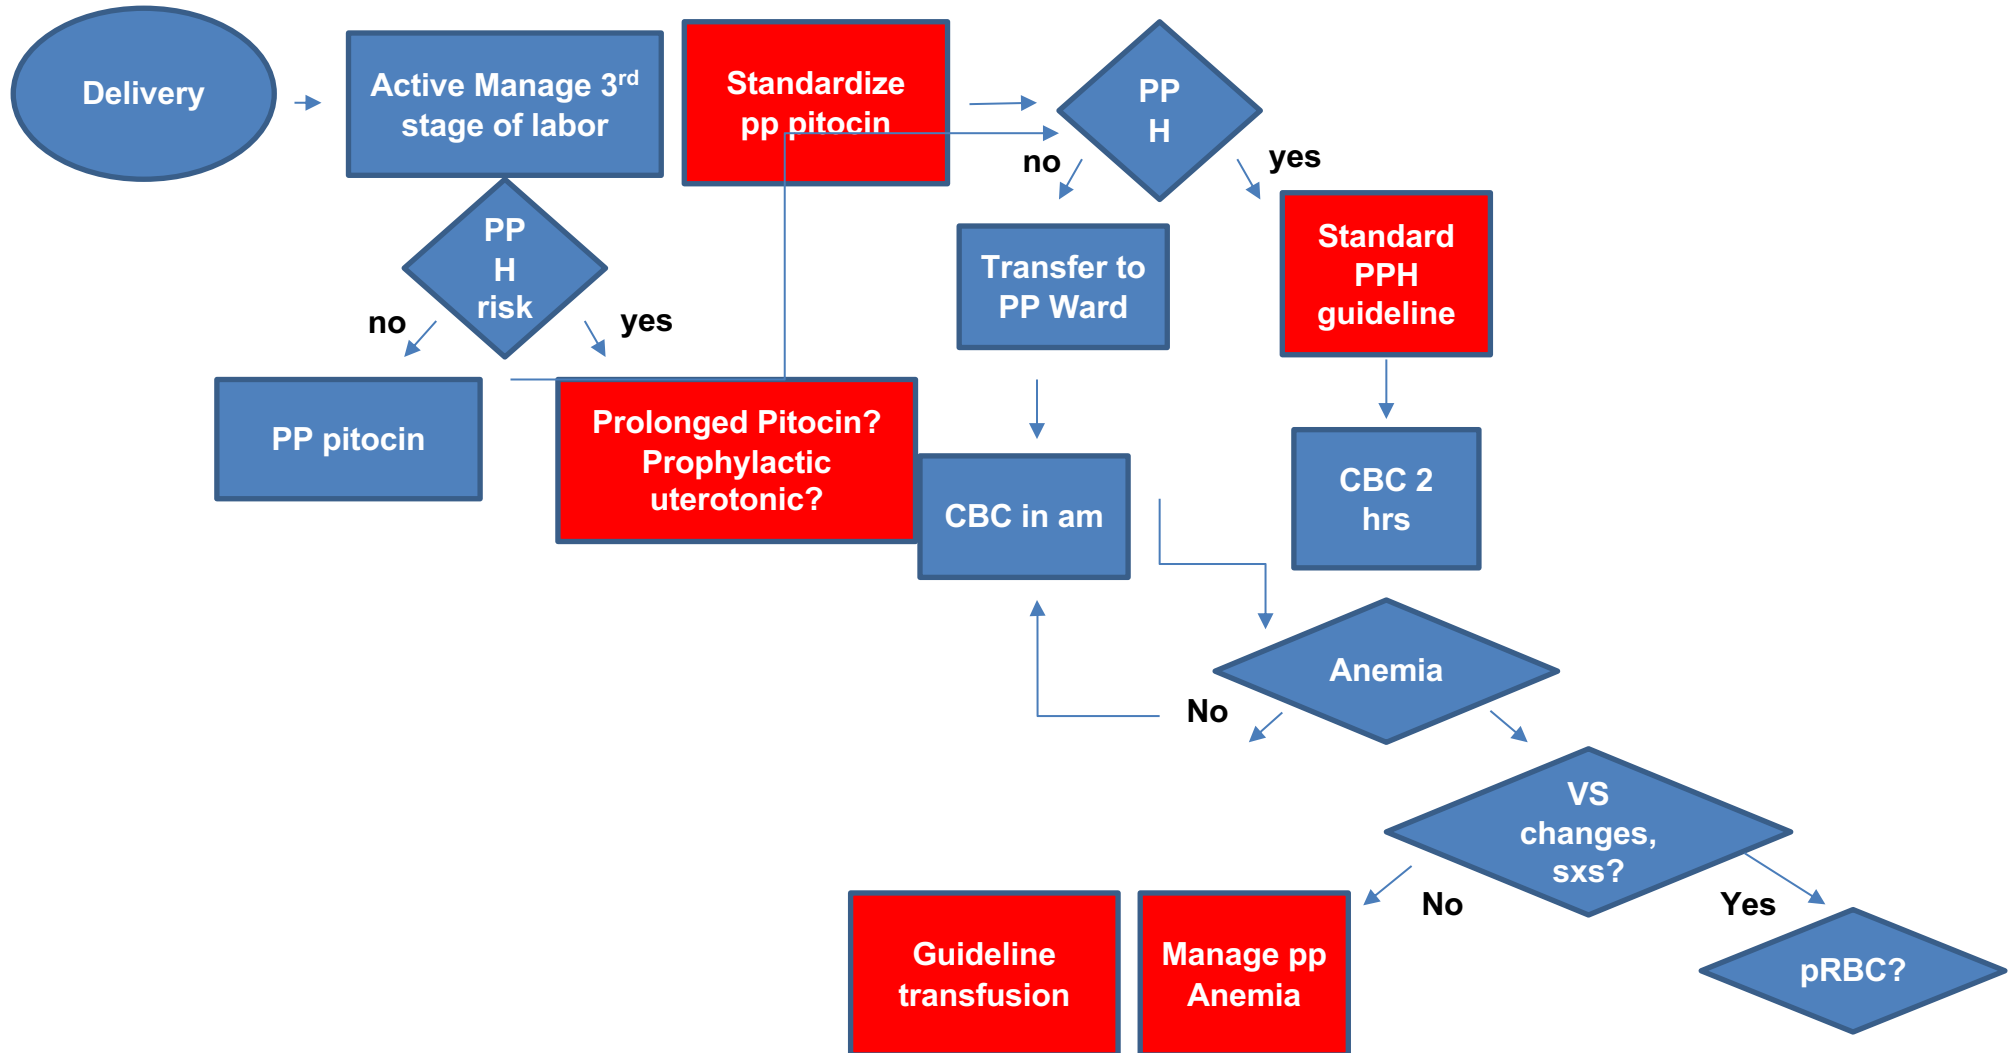 Delivery
Active Manage 3rd
stage of labor
Standardize
pp pitocin
PP
H
no
yes
PP
H
risk
no
yes
Transfer to
PP Ward
Standard
PPH
guideline
PP pitocin
Prolonged Pitocin?
Prophylactic
uterotonic?
CBC in am
CBC 2
hrs
Anemia
No
VS
changes,
sxs?
No
Yes
Guideline
transfusion
Manage pp
Anemia
pRBC?